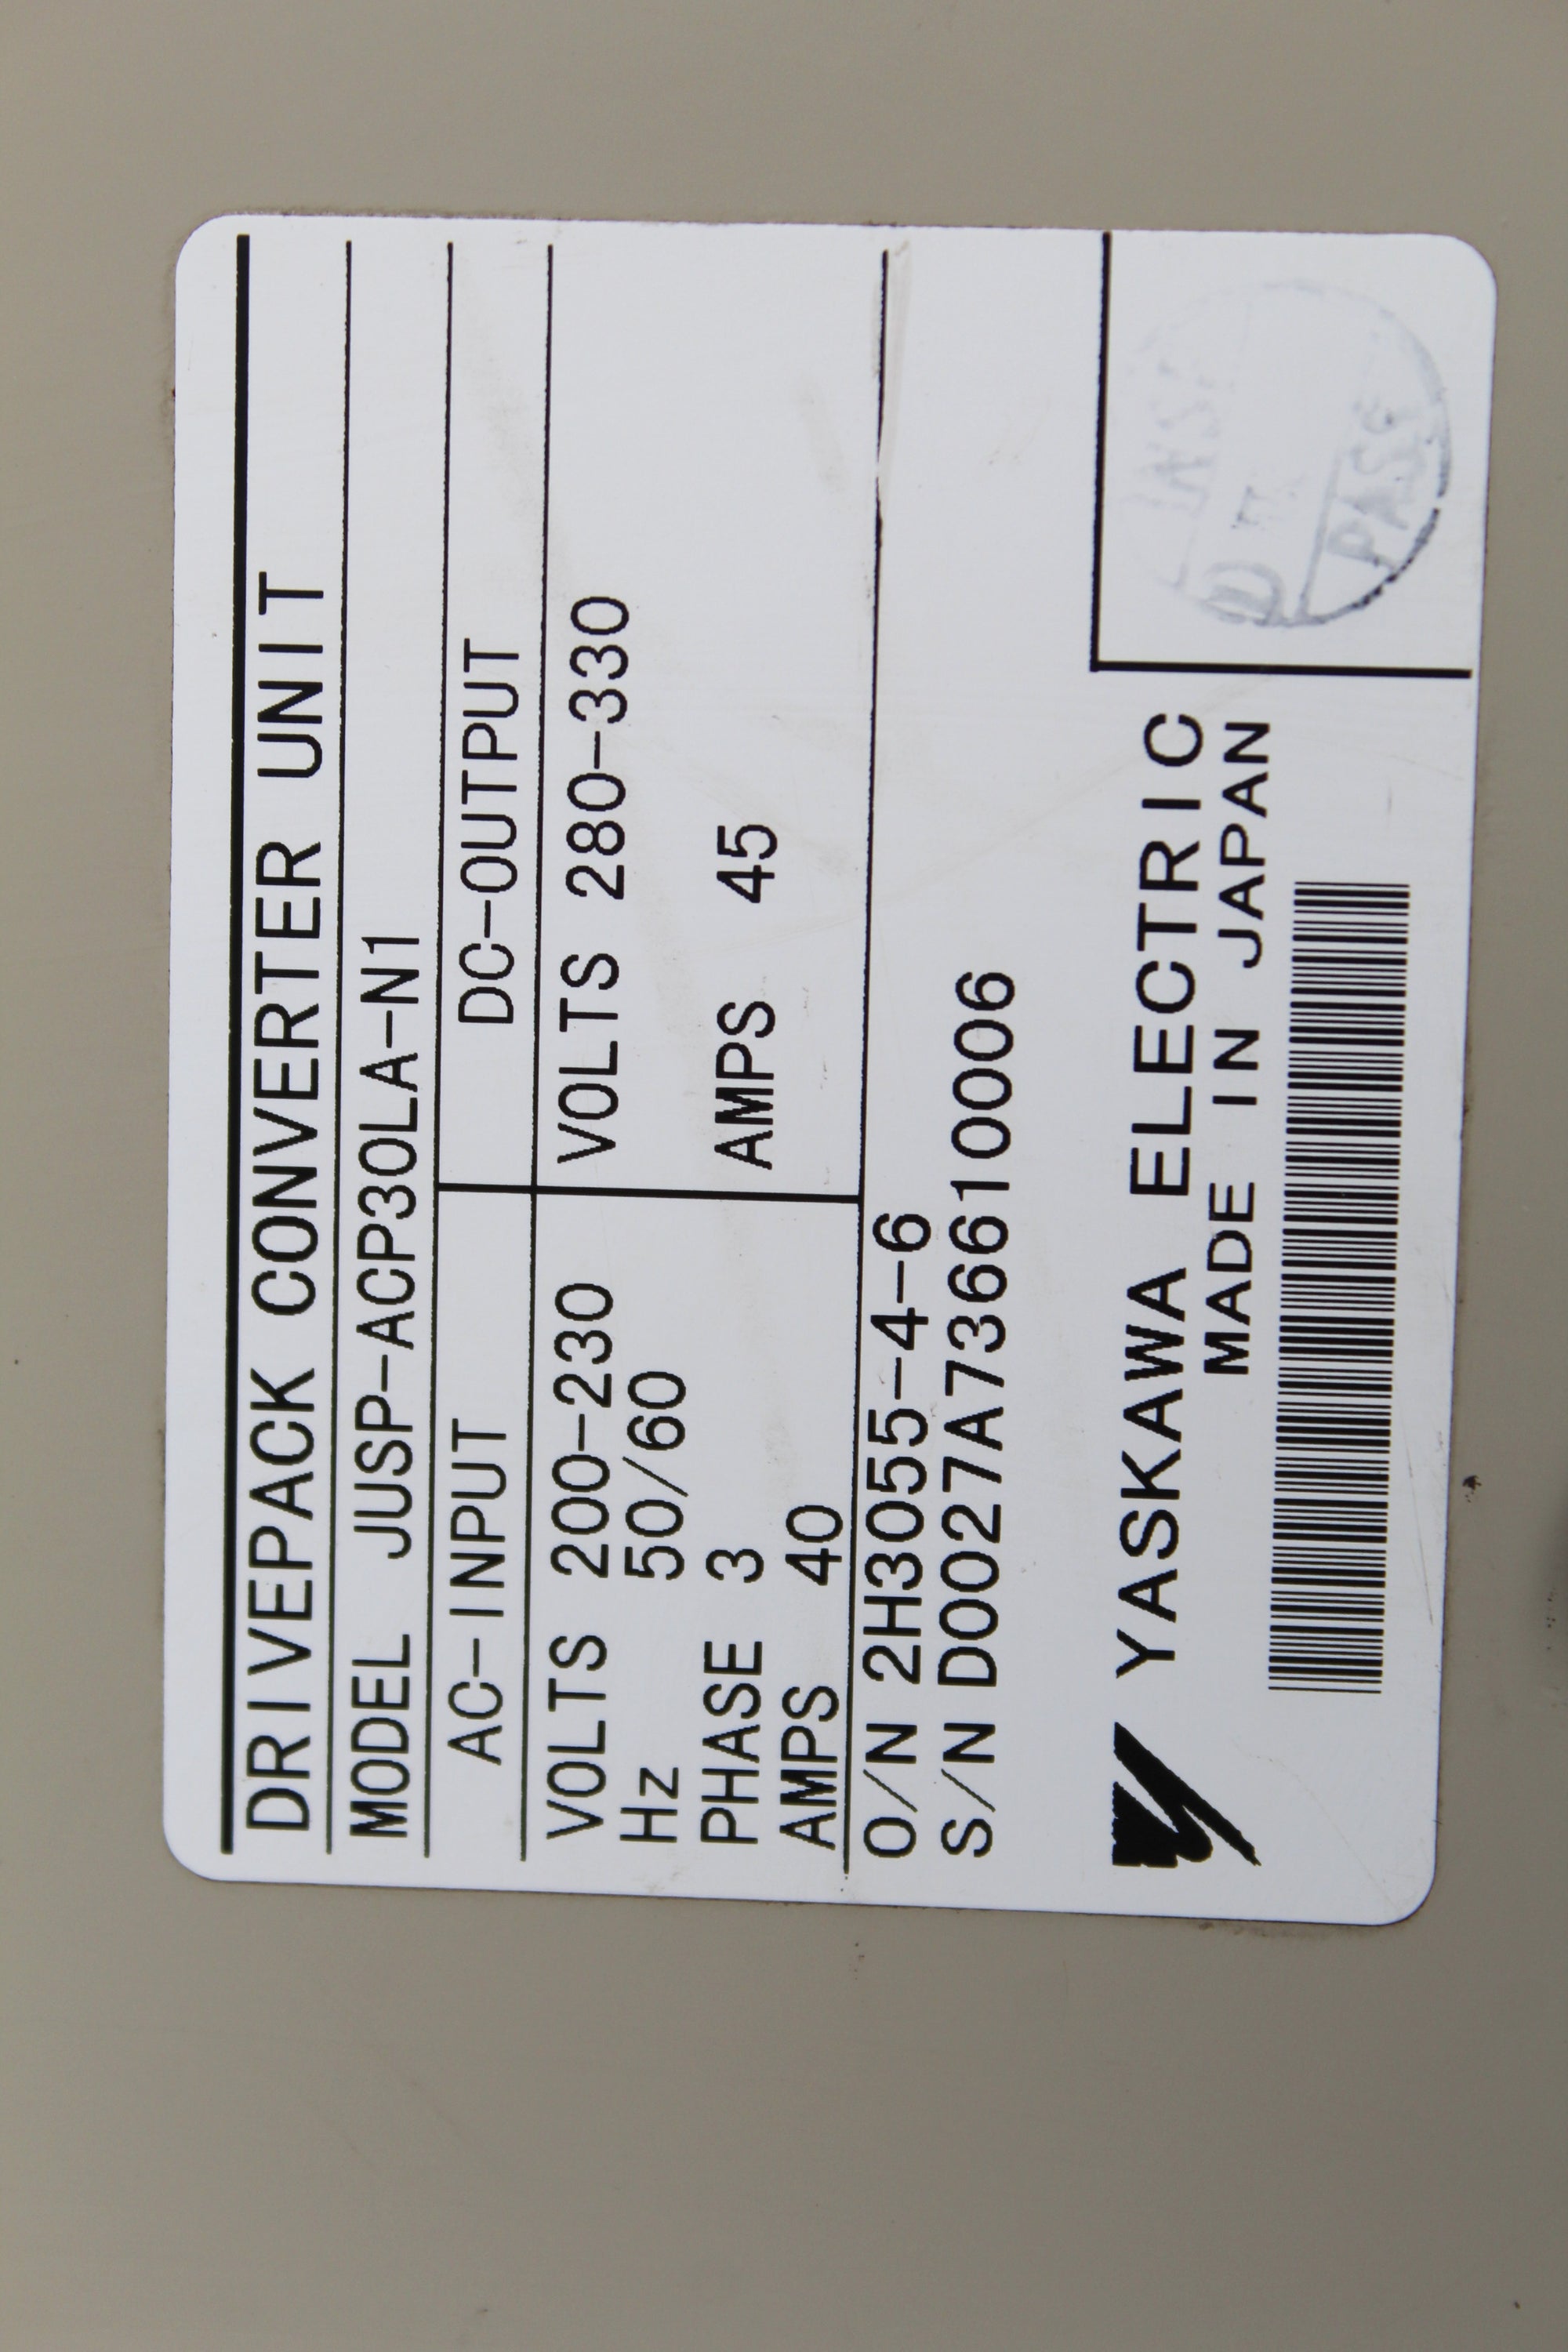 DRIVEPACK CONVERTER UNIT
MODEL JUSP-ACP30LA-N1
AC-INPUT DC-OUTPUT
VOLTS 200-230 VOLTS 280-330
Hz 50/60
PHASE 3 AMPS 45
AMPS 40
O/N 2H3055-4-6
S/N D0027A736610006
YASKAWA ELECTRIC
MADE IN JAPAN